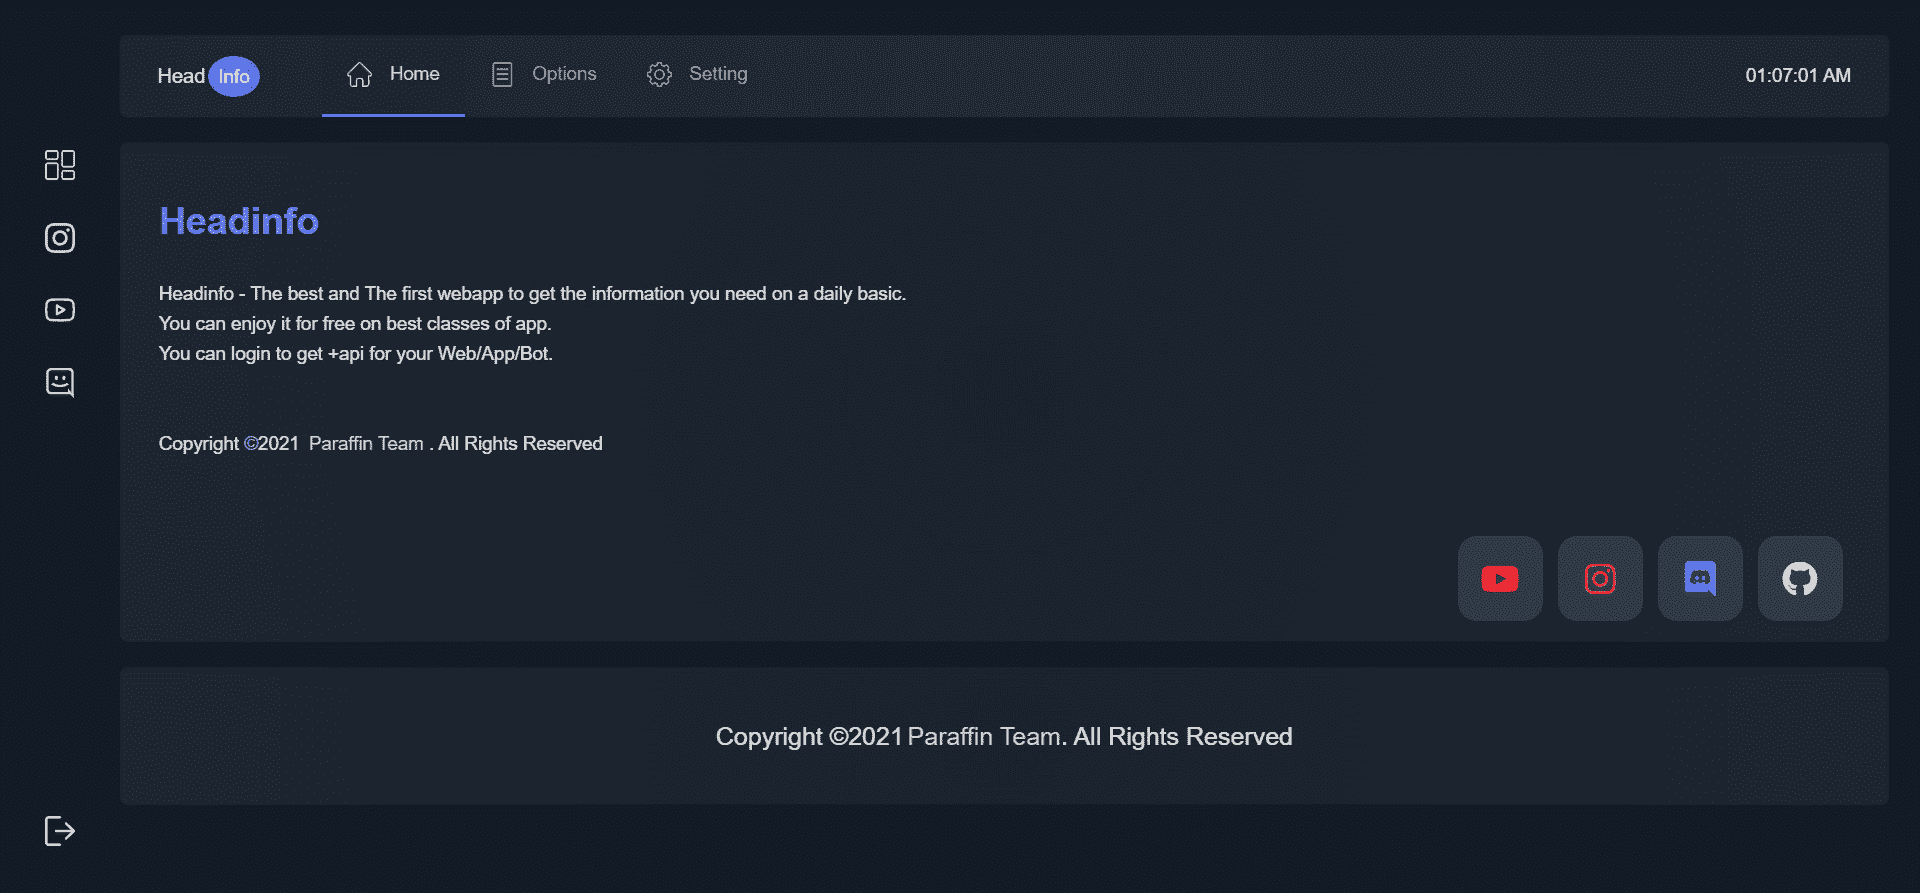 Head Info
Home
Options
Setting
01:07:01 AM
Headinfo
Headinfo - The best and The first webapp to get the information you need on a daily basic.
You can enjoy it for free on best classes of app.
You can login to get +api for your Web/App/Bot.
Copyright ©2021 Paraffin Team . All Rights Reserved
Copyright ©2021 Paraffin Team. All Rights Reserved